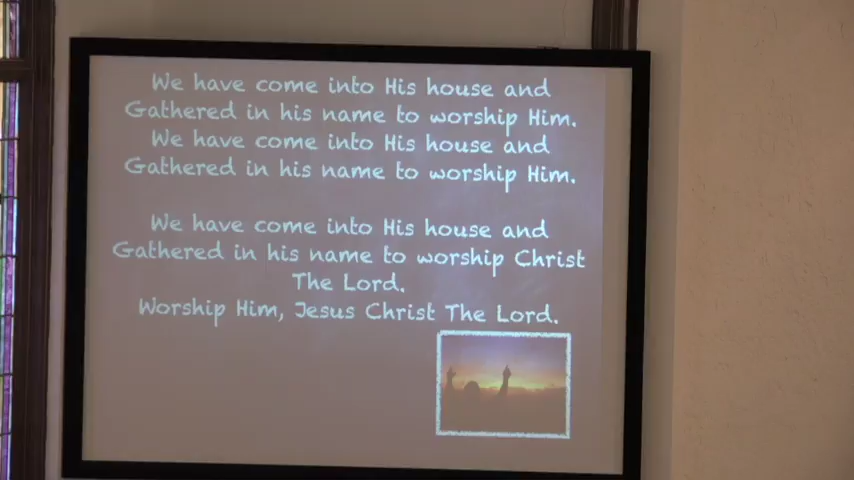 We have come into His house and
Gathered in his name to worship Him.
We have come into His house and
Gathered in his name to worship Him.
We have come into His house and
Gathered in his name to worship Christ
The Lord.
Worship Him, Jesus Christ The Lord.